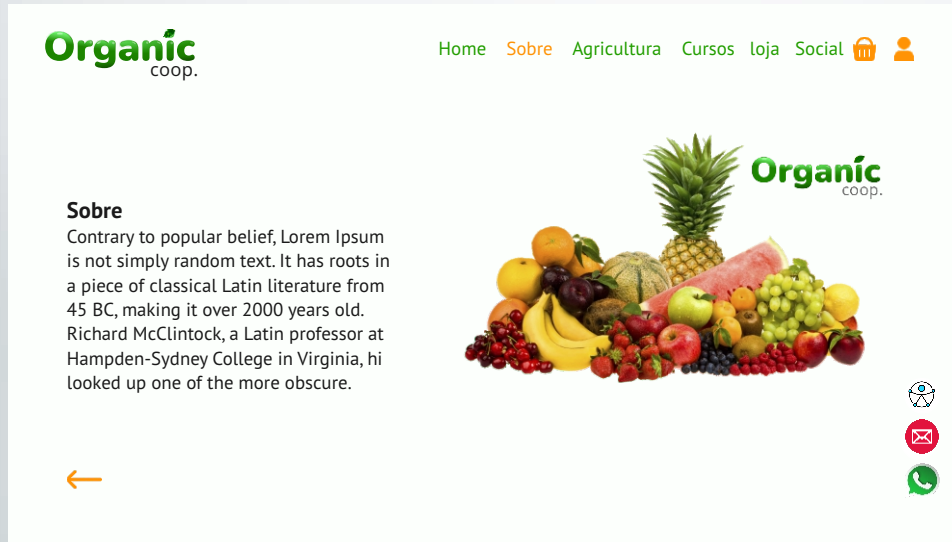 Organic
coop.
Home Sobre Agricultura Cursos loja Social
Organic
coop.
Sobre
Contrary to popular belief, Lorem Ipsum
is not simply random text. It has roots in
a piece of classical Latin literature from
45 BC, making it over 2000 years old.
Richard McClintock, a Latin professor at
Hampden-Sydney College in Virginia, hi
looked up one of the more obscure.